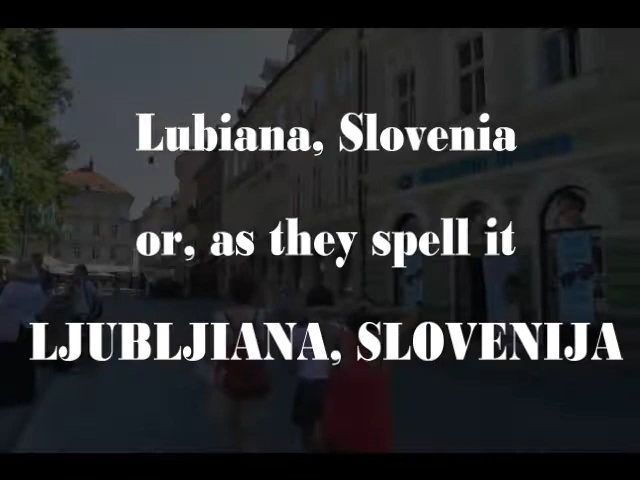 Lubiana, Slovenia
or, as they spell it
LJUBLJIANA, SLOVENIJA